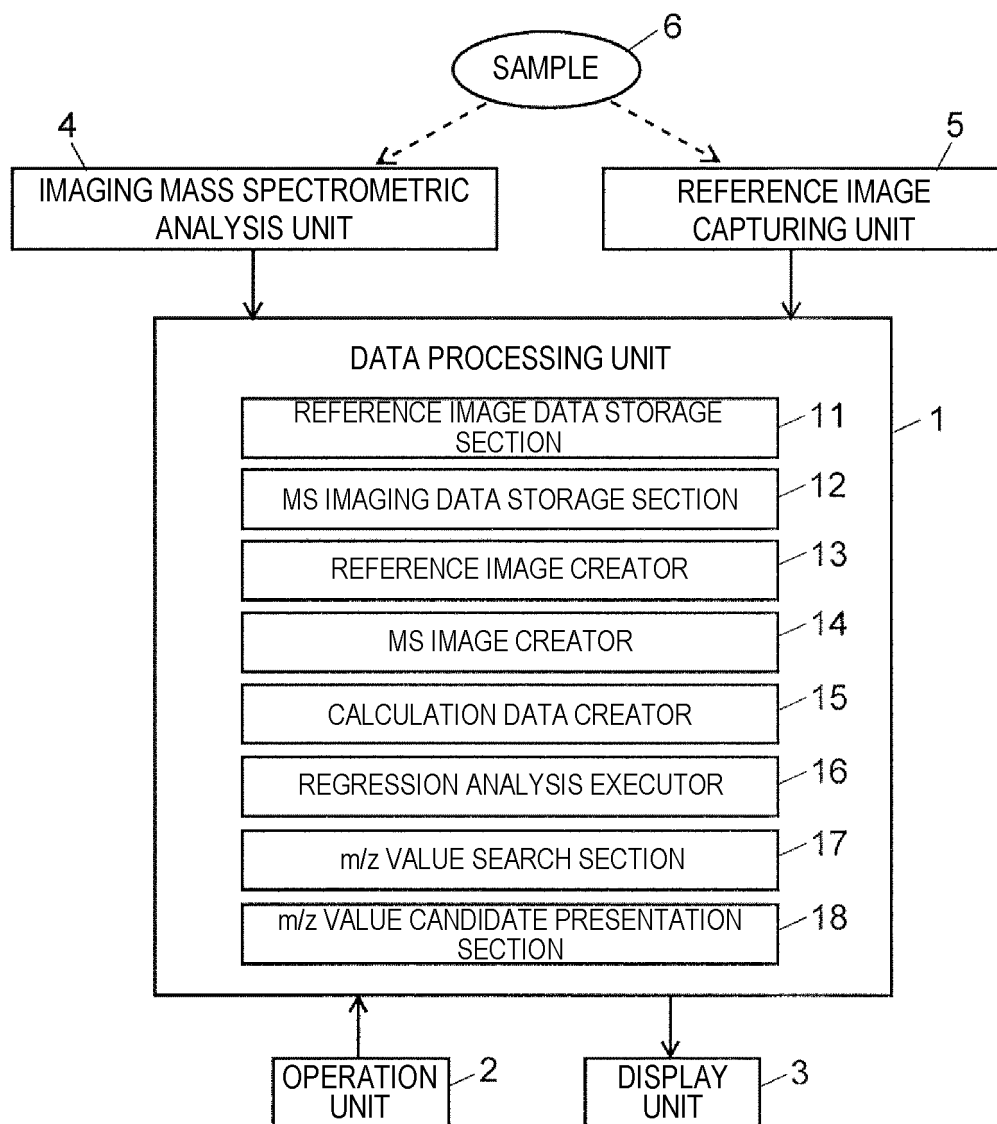 6
SAMPLE
4
5
IMAGING MASS SPECTROMETRIC
ANALYSIS UNIT
REFERENCE IMAGE
CAPTURING UNIT
DATA PROCESSING UNIT
1
REFERENCE IMAGE DATA STORAGE
SECTION
11
MS IMAGING DATA STORAGE SECTION
12
REFERENCE IMAGE CREATOR
13
MS IMAGE CREATOR
14
CALCULATION DATA CREATOR
15
REGRESSION ANALYSIS EXECUTOR
16
m/z VALUE SEARCH SECTION
17
m/z VALUE CANDIDATE PRESENTATION
SECTION
18
OPERATION
UNIT
2
DISPLAY
UNIT
3